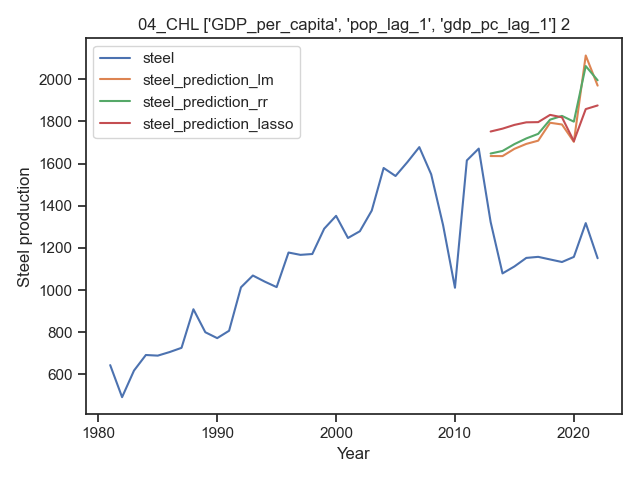 04_CHL ['GDP_per_capita', 'pop_lag_1', 'gdp_pc_lag_1'] 2
steel
steel_prediction_lm
steel_prediction_rr
steel_prediction_lasso
Steel production
2000
1800
1600
1400
1200
1000
800
600
1980
1990
2000
2010
2020
Year